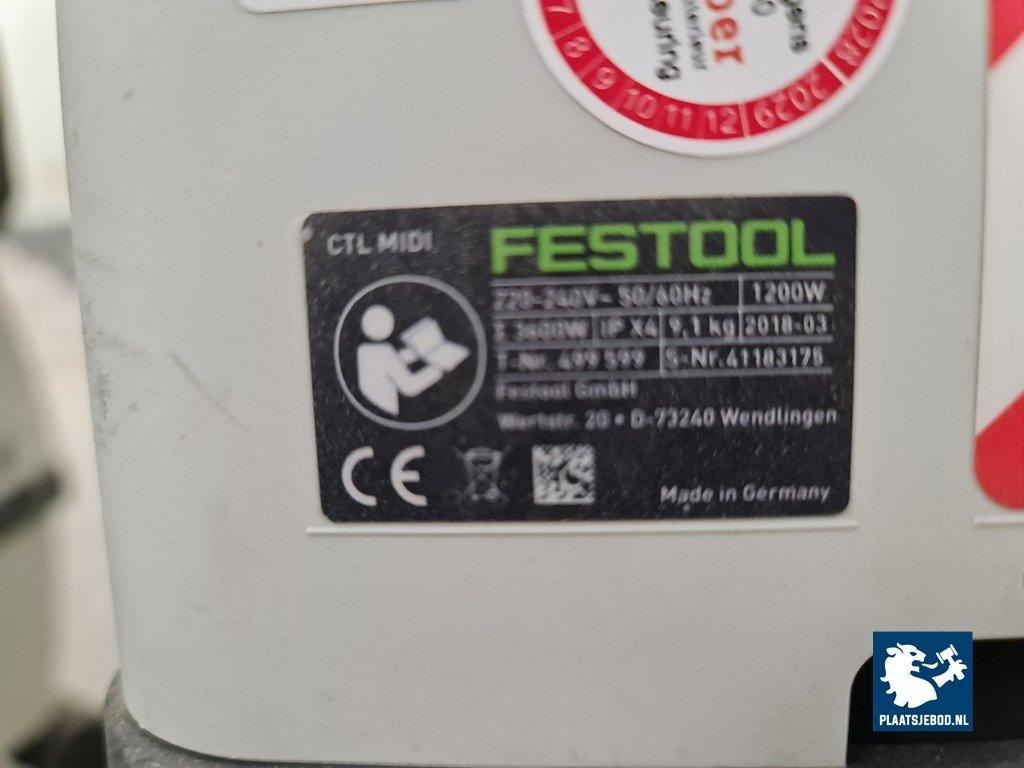 7 8 9 10 11 12 2029 2028
CTL MIDI
FESTOOL
220-240V~ 50/60Hz 1200W
3400W IP X4 9,1 kg 2018-03
T-Nr. 499 599 S-Nr.41183175
Festool GmbH
Wertstr. 20 • D-73240 Wendlingen
CE
Made in Germany
PLAATSJEBOD.NL